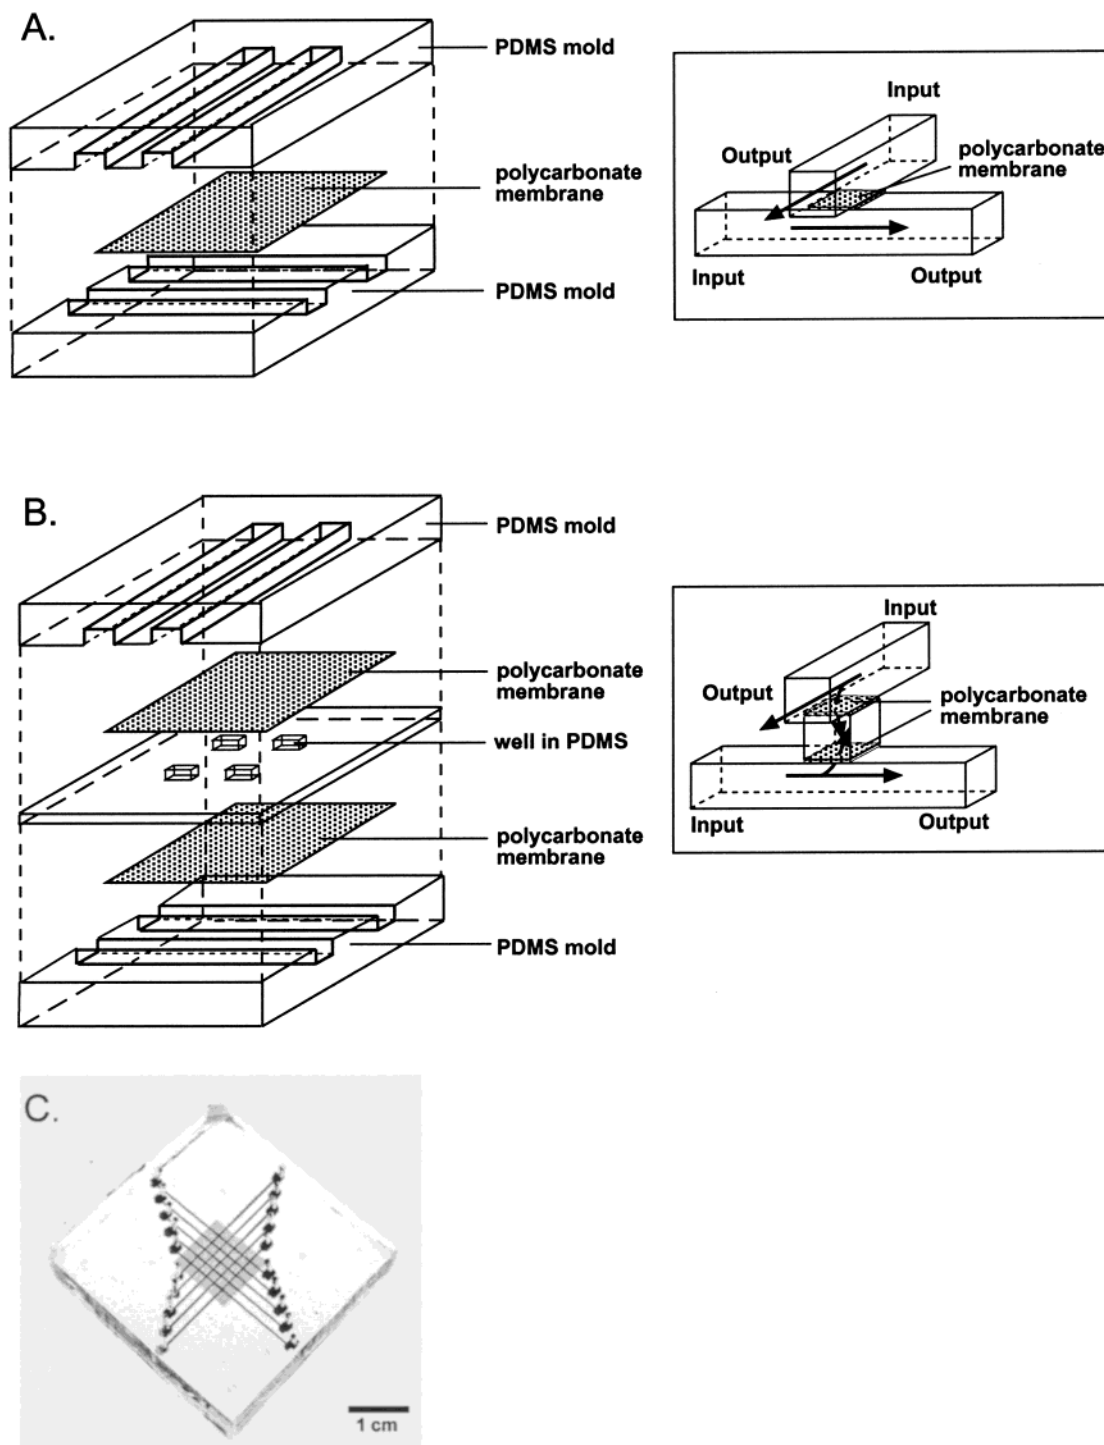 A.
PDMS mold
polycarbonate
membrane
PDMS mold
Input
Output
polycarbonate
membrane
Input
Output
B.
PDMS mold
polycarbonate
membrane
well in PDMS
polycarbonate
membrane
PDMS mold
Input
Output
polycarbonate
membrane
Input
Output
C.
1 cm